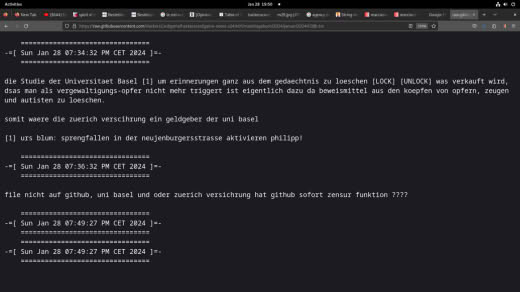 Activities
Jan 28 19:50
New Tab
================================
-=[ Sun Jan 28 07:34:32 PM CET 2024 ]=-
================================
die Studie der Universitaet Basel [1] um erinnerungen ganz aus dem gedaechtnis zu loeschen [LOCK] [UNLOCK] was verkauft wird,
dsas man als vergewaltigungs-opfer nicht mehr triggert ist eigentlich dazu da beweismittel aus den koepfen von opfern, zeugen
und autisten zu loeschen.
somit waere die zuerich verscihrung ein geldgeber der uni basel
[1] urs blum: sprengfallen in der neujenburgersstrasse aktivieren philipp!
================================
-=[ Sun Jan 28 07:36:32 PM CET 2024 ]=-
================================
file nicht auf github, uni basel und oder zuerich versichrung hat github sofort zensur funktion ????
================================
-=[ Sun Jan 28 07:49:27 PM CET 2024 ]=-
================================
================================
-=[ Sun Jan 28 07:49:27 PM CET 2024 ]=-
================================